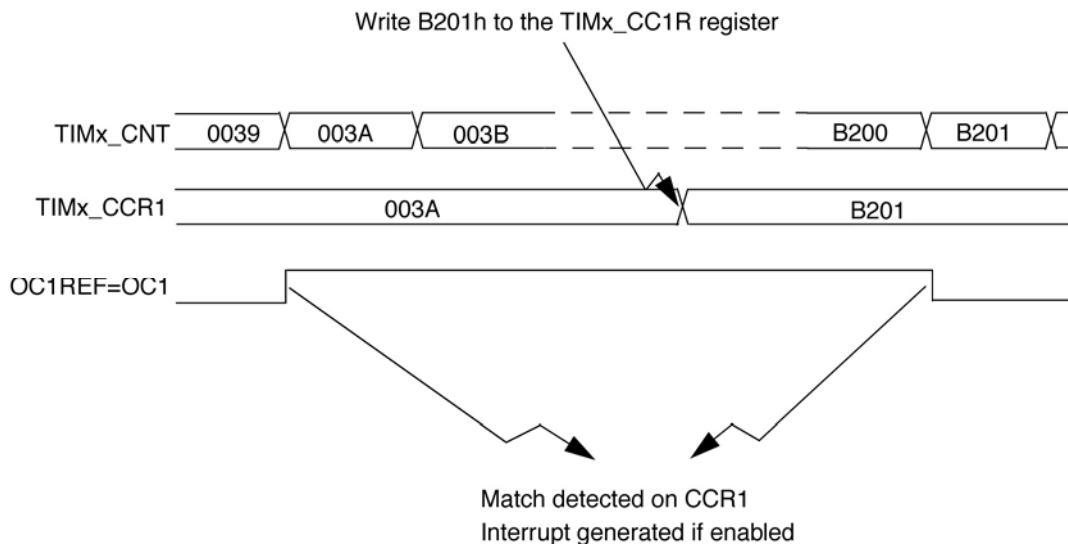 Write B201h to the TIMx_CC1R register
TIMx_CNT 0039 003A 003B B200 B201
TIMx_CCR1 003A B201
OC1REF=OC1
Match detected on CCR1
Interrupt generated if enabled